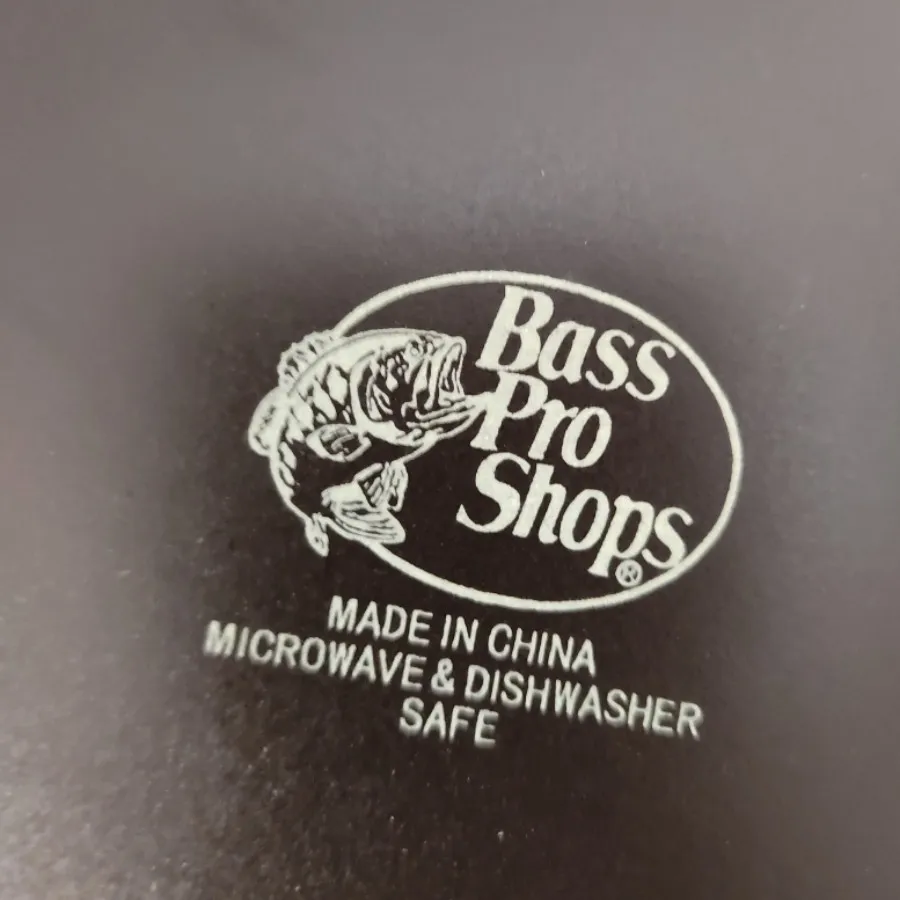 Bass
Pro
Shops®
MADE IN CHINA
MICROWAVE & DISHWASHER
SAFE